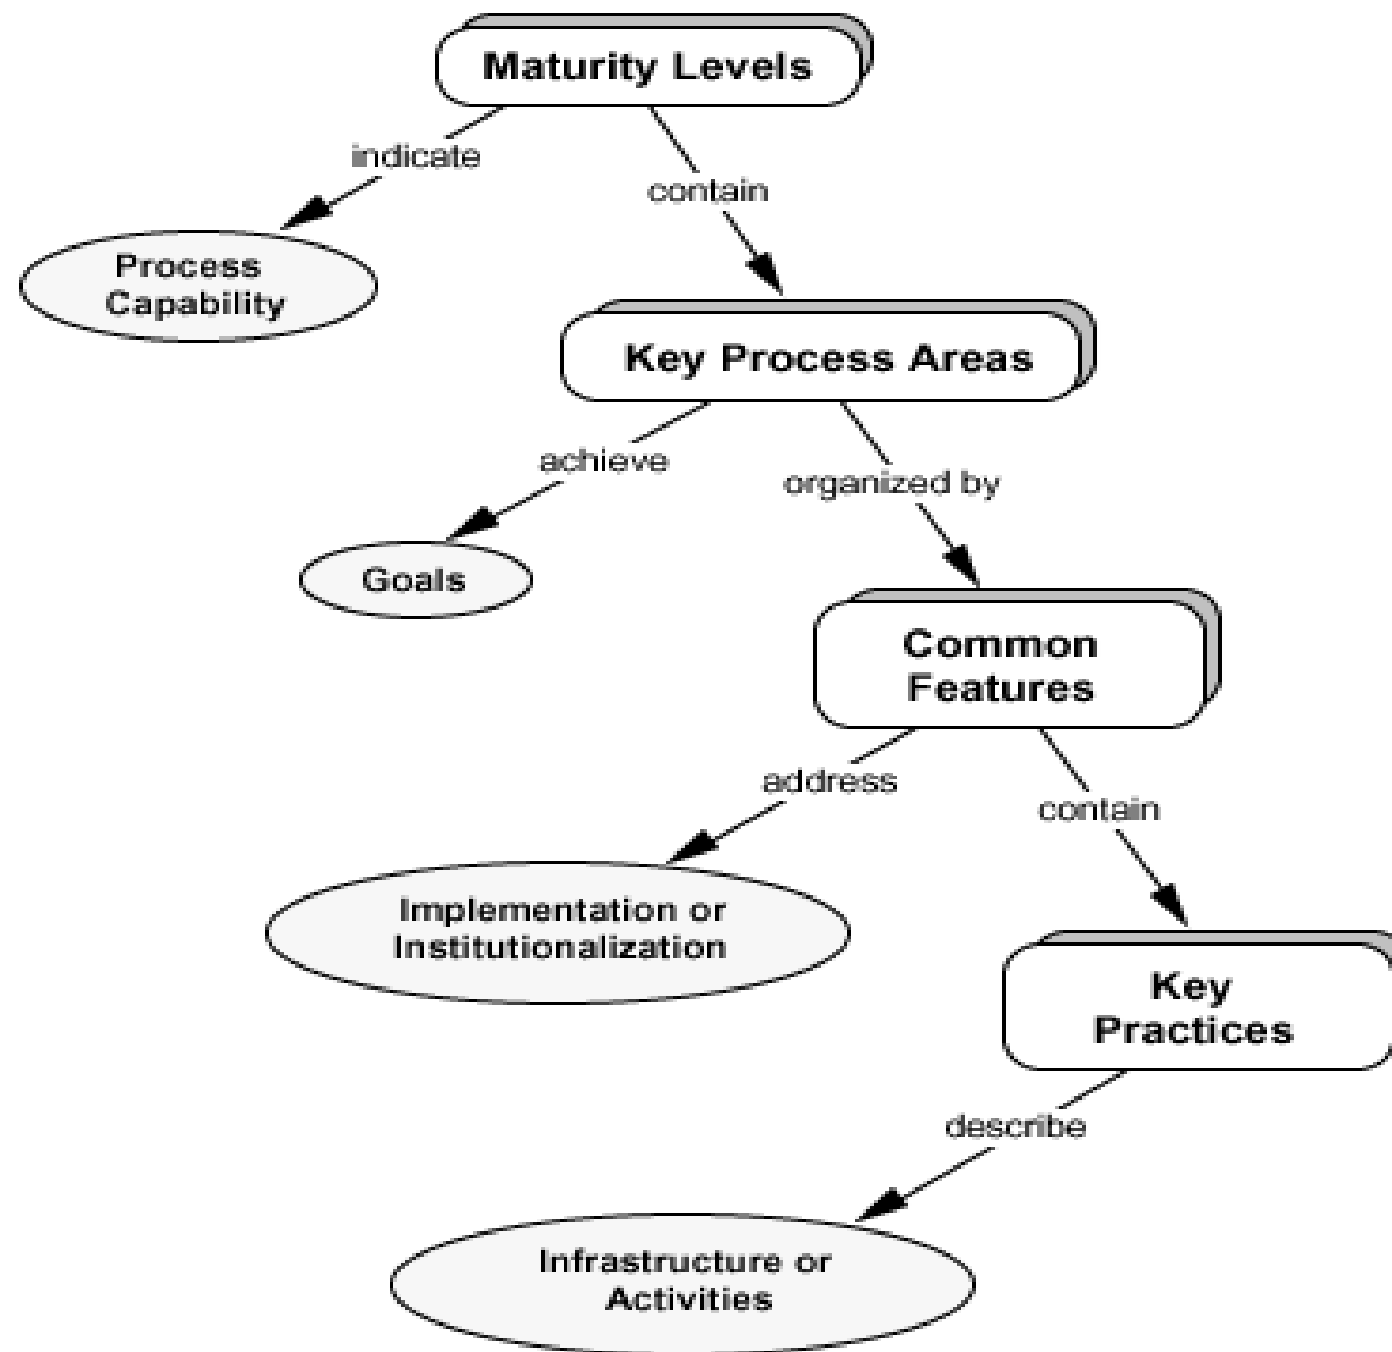 Maturity Levels
indicate
contain
Process
Capability
Key Process Areas
achieve
organized by
Goals
Common
Features
address
contain
Implementation or
Institutionalization
Key
Practices
describe
Infrastructure or
Activities